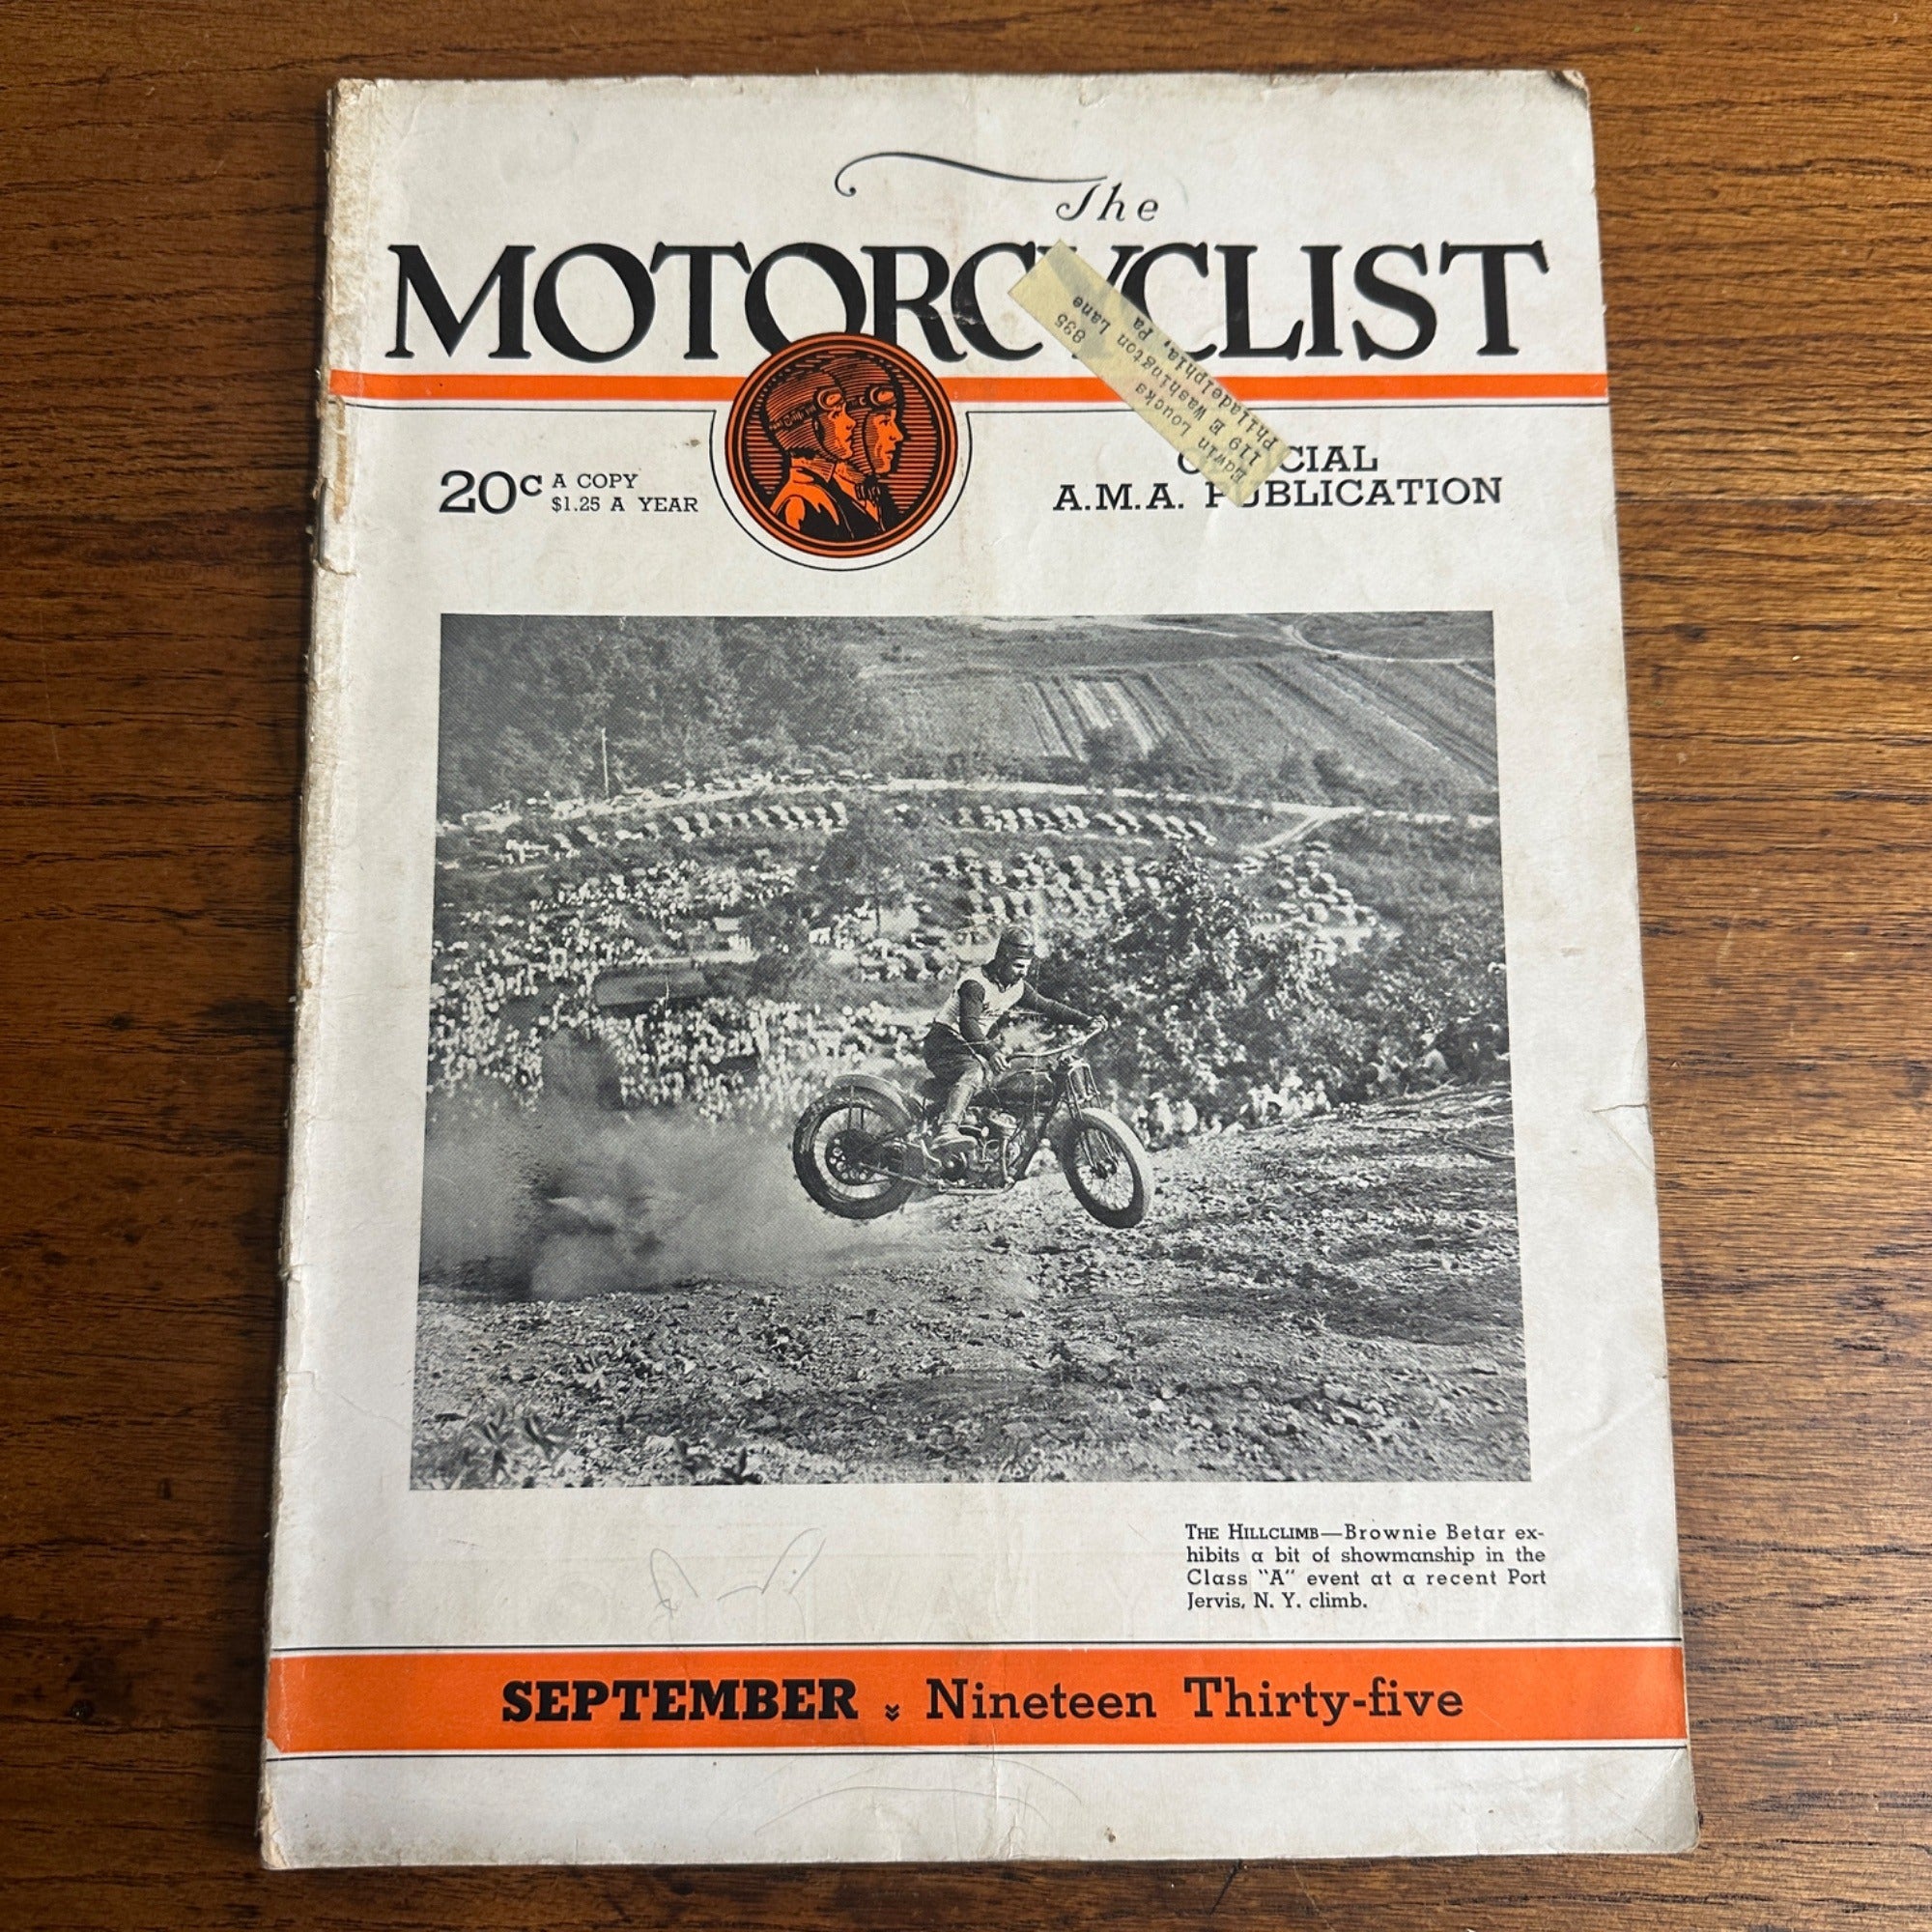 The
MOTORCYCLIST
895
Edwin Loucks
119 E Washington Lane
Philadelphia, Pa
20c A COPY
$1.25 A YEAR
OFFICIAL
A.M.A. PUBLICATION
THE HILLCLIMB—Brownie Betar ex-
hibits a bit of showmanship in the
Class "A" event at a recent Port
Jervis, N. Y. climb.
SEPTEMBER Nineteen Thirty-five